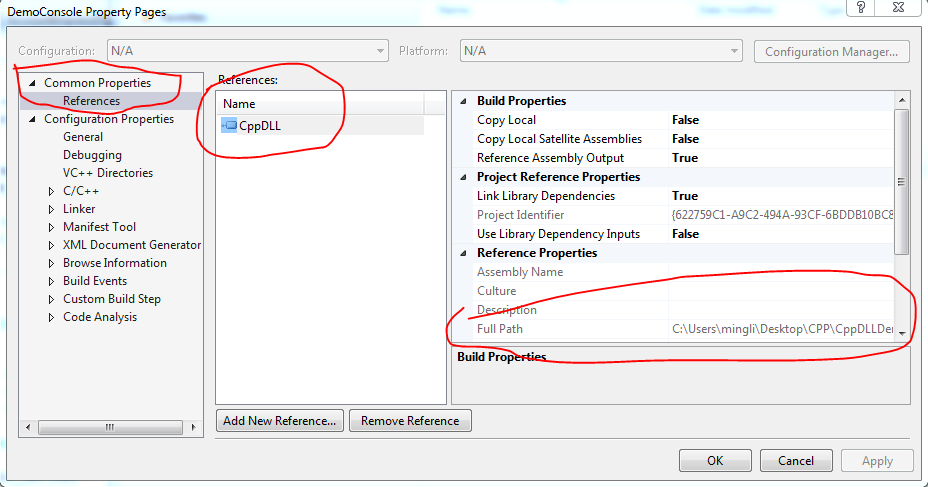 DemoConsole Property Pages
Configuration: N/A Platform: N/A Configuration Manager...
Common Properties
References
Configuration Properties
General
Debugging
VC++ Directories
C/C++
Linker
Manifest Tool
XML Document Generator
Browse Information
Build Events
Custom Build Step
Code Analysis
References:
Name
CppDLL
Build Properties
Copy Local False
Copy Local Satellite Assemblies False
Reference Assembly Output True
Project Reference Properties
Link Library Dependencies True
Project Identifier {622759C1-A9C2-494A-93CF-6BDDB10BC8
Use Library Dependency Inputs False
Reference Properties
Assembly Name
Culture
Description
Full Path C:\Users\mingli\Desktop\CPP\CppDLLDer
Build Properties
Add New Reference... Remove Reference
OK Cancel Apply